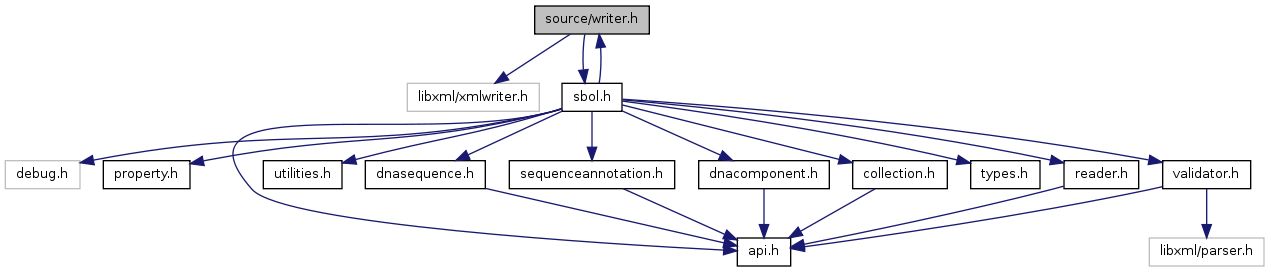 source/writer.h
libxml/xmlwriter.h
sbol.h
debug.h
property.h
utilities.h
dnasequence.h
sequenceannotation.h
dnacomponent.h
collection.h
types.h
reader.h
validator.h
api.h
libxml/parser.h